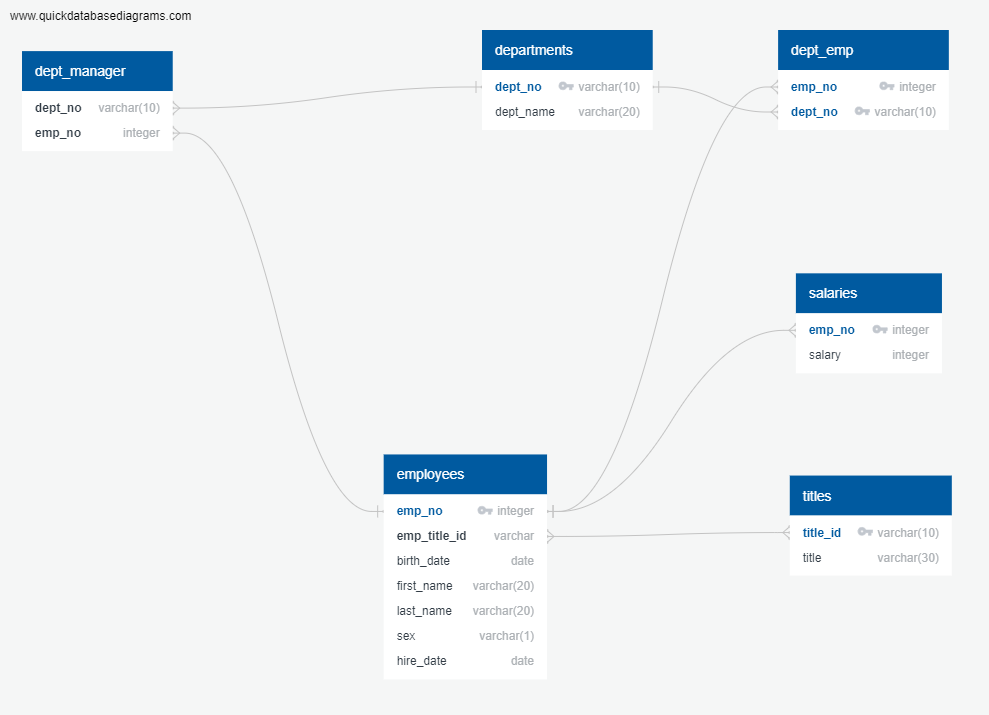 www.quickdatabasediagrams.com
dept_manager
dept_no varchar(10)
emp_no integer
departments
dept_no varchar(10)
dept_name varchar(20)
dept_emp
emp_no integer
dept_no varchar(10)
salaries
emp_no integer
salary integer
employees
emp_no integer
emp_title_id varchar
birth_date date
first_name varchar(20)
last_name varchar(20)
sex varchar(1)
hire_date date
titles
title_id varchar(10)
title varchar(30)